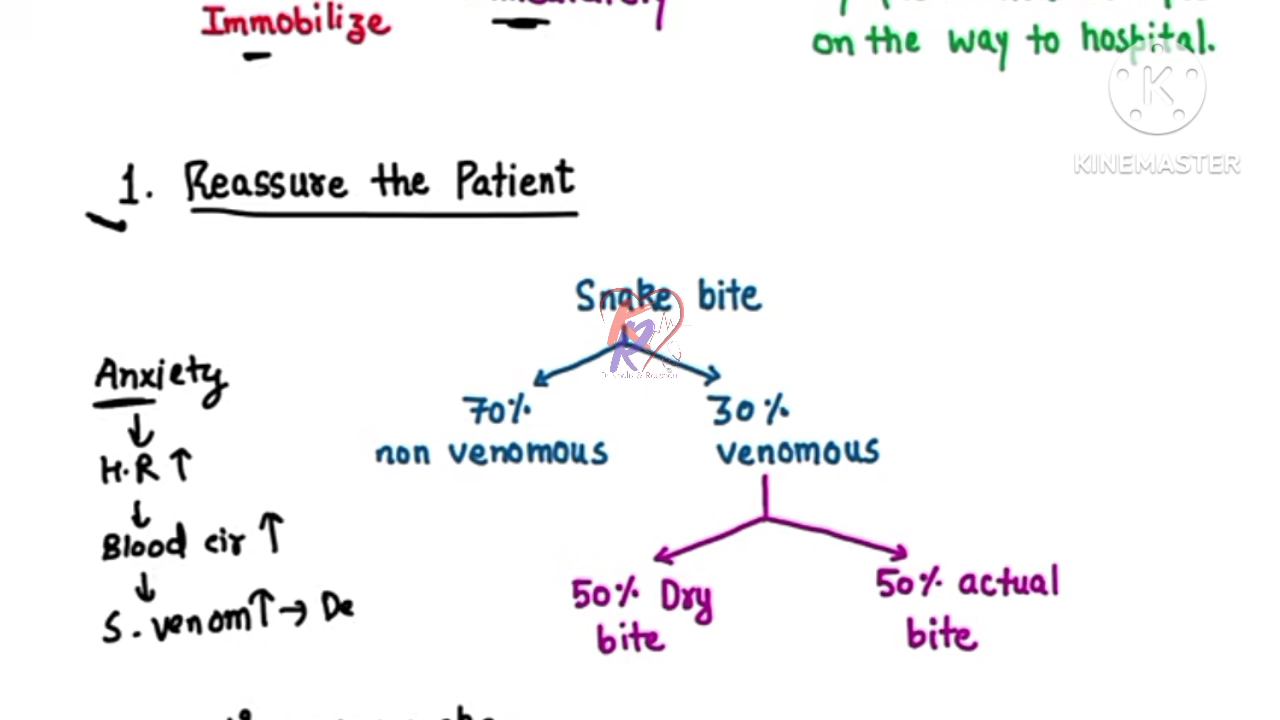 Immobilize
on the way to hospital.
KINEMASTER
1. Reassure the Patient
Snake bite
Anxiety
↓
H.R ↑
↓
Blood cir ↑
↓
S. venom↑ → De
70% 30%
non venomous venomous
50% Dry
bite
50% actual
bite